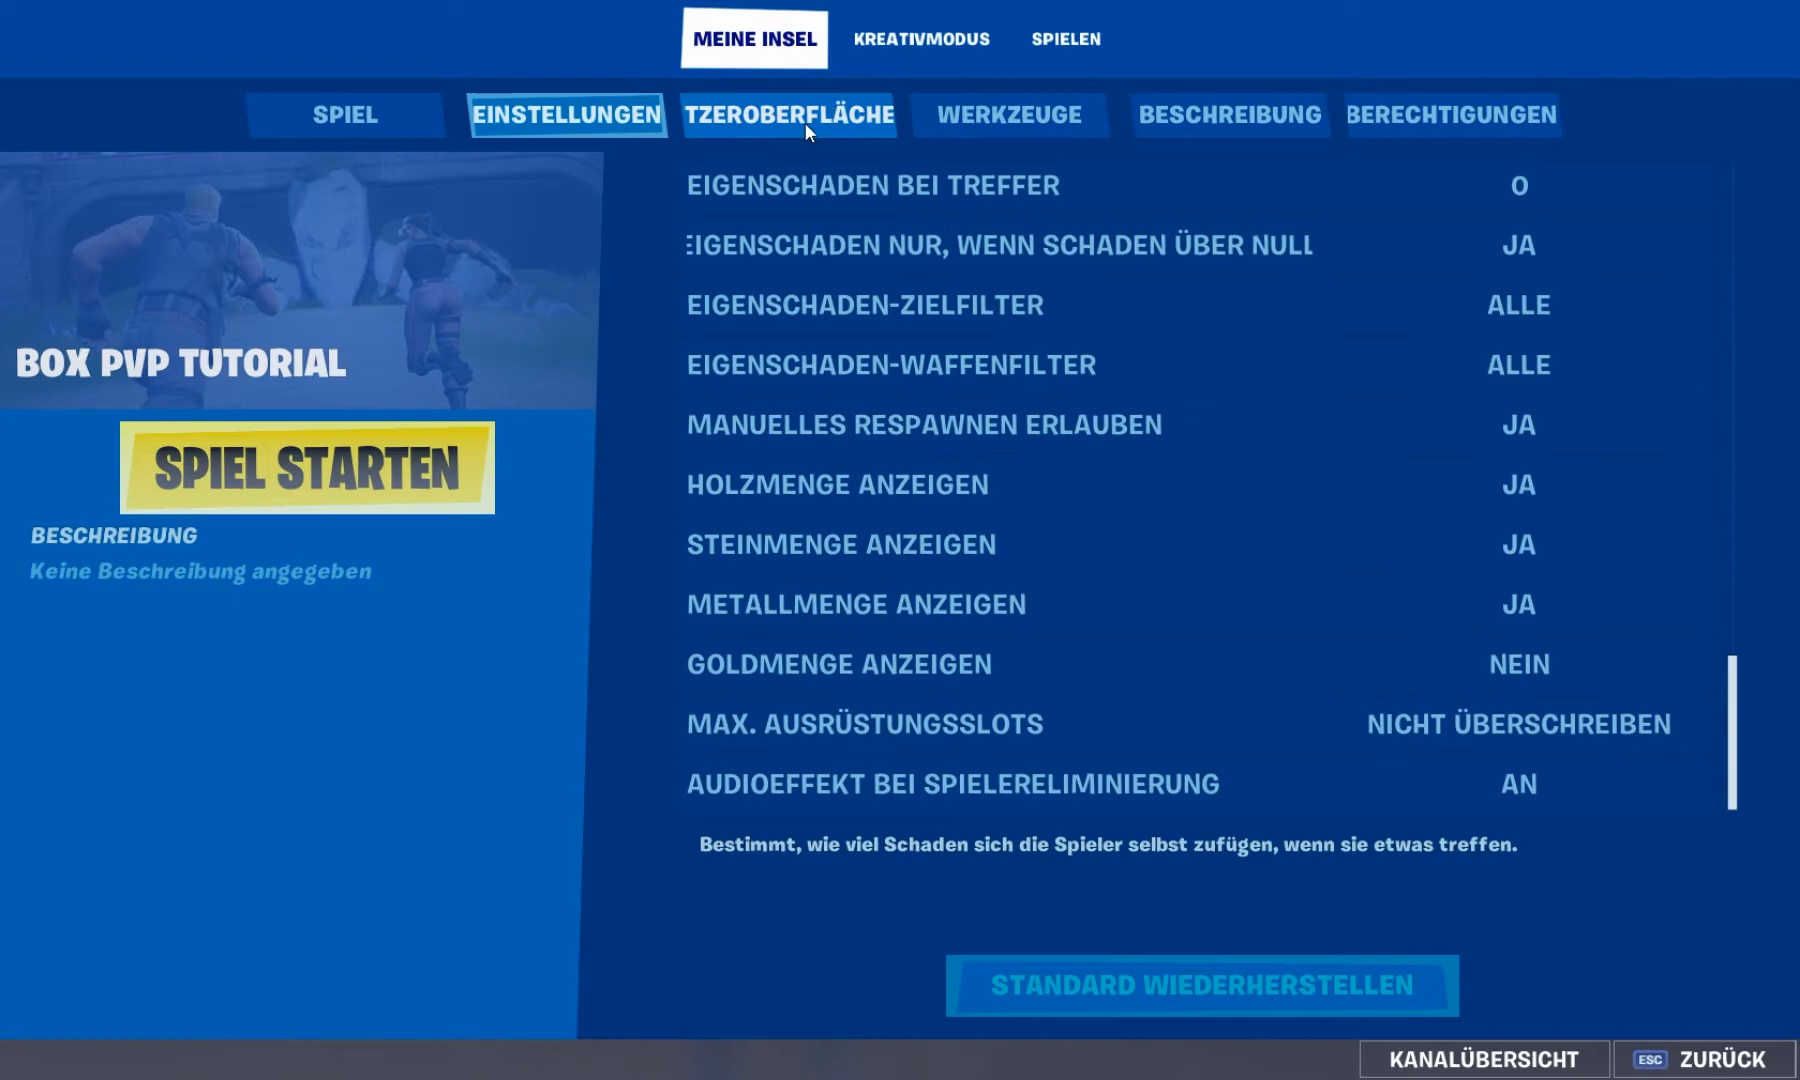 MEINE INSEL KREATIVMODUS SPIELEN
SPIEL EINSTELLUNGEN TZEROBERFLÄCHE WERKZEUGE BESCHREIBUNG BERECHTIGUNGEN
BOX PVP TUTORIAL
SPIEL STARTEN
BESCHREIBUNG
Keine Beschreibung angegeben
EIGENSCHADEN BEI TREFFER 0
EIGENSCHADEN NUR, WENN SCHADEN ÜBER NULL JA
EIGENSCHADEN-ZIELFILTER ALLE
EIGENSCHADEN-WAFFENFILTER ALLE
MANUELLES RESPAWNEN ERLAUBEN JA
HOLZMENGE ANZEIGEN JA
STEINMENGE ANZEIGEN JA
METALLMENGE ANZEIGEN JA
GOLDMENGE ANZEIGEN NEIN
MAX. AUSRÜSTUNGSSLOTS NICHT ÜBERSCHREIBEN
AUDIOEFFEKT BEI SPIELERELIMINIERUNG AN
Bestimmt, wie viel Schaden sich die Spieler selbst zufügen, wenn sie etwas treffen.
STANDARD WIEDERHERSTELLEN
KANALÜBERSICHT ESC ZURÜCK